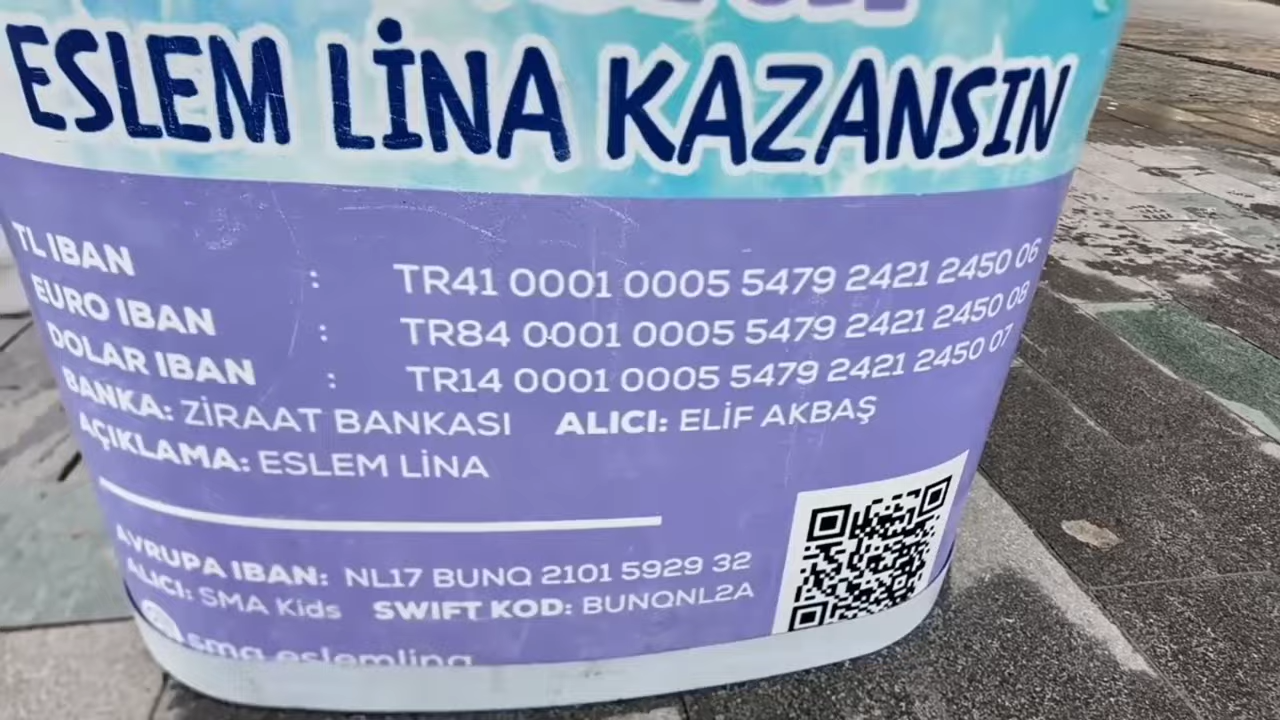 ESLEM LİNA KAZANSIN
TL IBAN : TR41 0001 0005 5479 2421 2450 06
EURO IBAN : TR84 0001 0005 5479 2421 2450 08
DOLAR IBAN : TR14 0001 0005 5479 2421 2450 07
BANKA: ZİRAAT BANKASI ALICI: ELİF AKBAŞ
AÇIKLAMA: ESLEM LİNA
AVRUPA IBAN: NL17 BUNQ 2101 5929 32
ALICI: SMA Kids SWIFT KOD: BUNQNL2A
sma_eslemlina